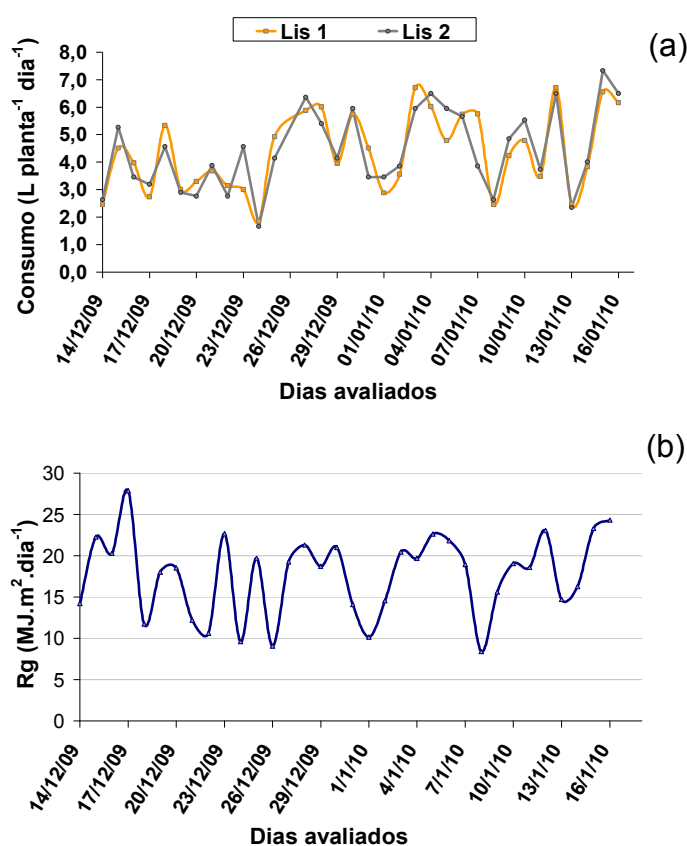 Lis 1 Lis 2
(a)
8,0
7,0
6,0
5,0
4,0
3,0
2,0
1,0
0,0
Consumo (L planta⁻¹ dia⁻¹)
14/12/09 17/12/09 20/12/09 23/12/09 26/12/09 29/12/09 01/01/10 04/01/10 07/01/10 10/01/10 13/01/10 16/01/10
Dias avaliados
(b)
30
25
20
15
10
5
0
Rg (MJ.m².dia⁻¹)
14/12/09 17/12/09 20/12/09 23/12/09 26/12/09 29/12/09 1/1/10 4/1/10 7/1/10 10/1/10 13/1/10 16/1/10
Dias avaliados